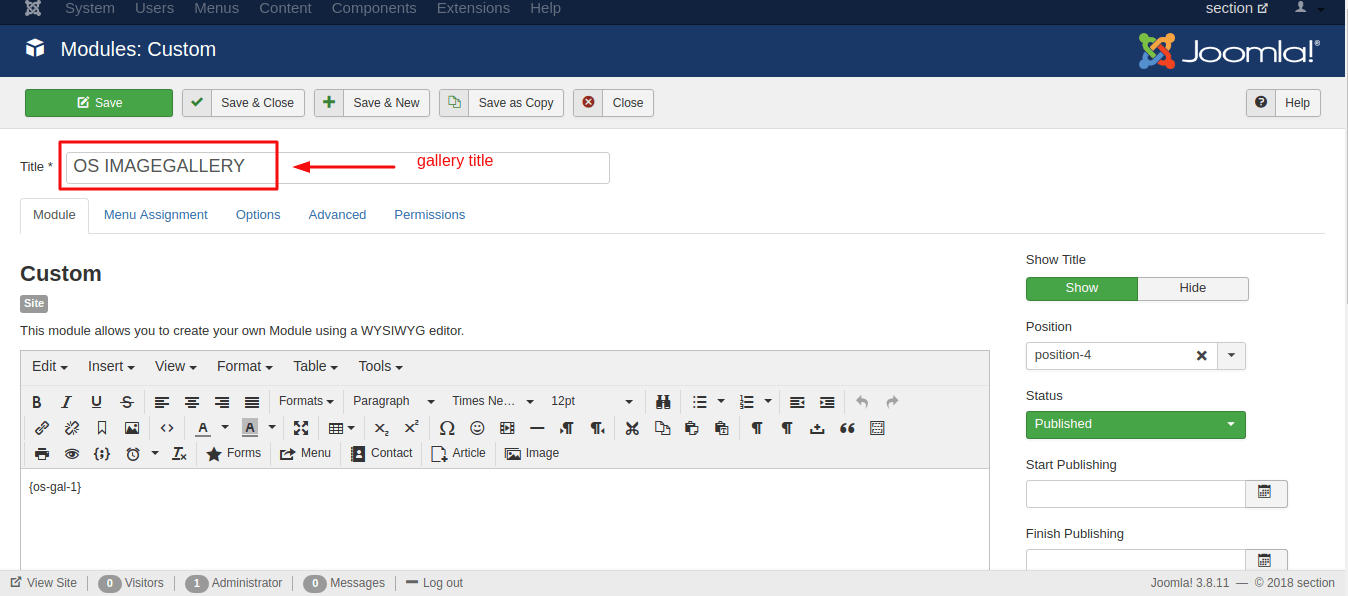 System Users Menus Content Components Extensions Help section
Modules: Custom Joomla!®
Save Save & Close Save & New Save as Copy Close Help
Title * OS IMAGEGALLERY gallery title
Module Menu Assignment Options Advanced Permissions
Custom
Site
This module allows you to create your own Module using a WYSIWYG editor.
Edit Insert View Format Table Tools
B I U S Formats Paragraph Times Ne... 12pt
A A X₂ X² Ω ¶ ¶ ¶ ¶ “
{;} Tx Forms Menu Contact Article Image
{os-gal-1}
Show Title
Show Hide
Position
position-4
Status
Published
Start Publishing
Finish Publishing
View Site 0 Visitors 1 Administrator 0 Messages Log out Joomla! 3.8.11 — © 2018 section